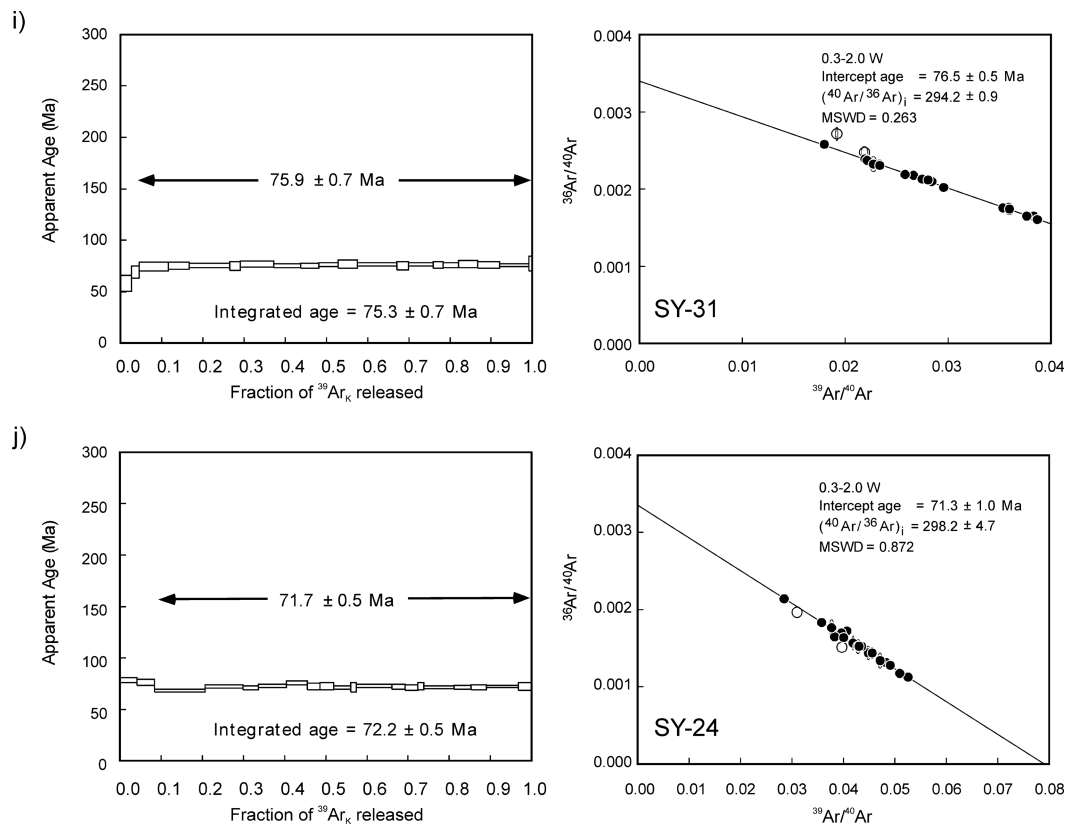 i)
300
250
200
150
100
50
0
Apparent Age (Ma)
75.9 ± 0.7 Ma
Integrated age = 75.3 ± 0.7 Ma
0.0 0.1 0.2 0.3 0.4 0.5 0.6 0.7 0.8 0.9 1.0
Fraction of ³⁹Arₖ released
0.004
0.003
0.002
0.001
0.000
³⁶Ar/⁴⁰Ar
0.3-2.0 W
Intercept age = 76.5 ± 0.5 Ma
(⁴⁰Ar/³⁶Ar)ᵢ = 294.2 ± 0.9
MSWD = 0.263
SY-31
0.00 0.01 0.02 0.03 0.04
³⁹Ar/⁴⁰Ar
j)
300
250
200
150
100
50
0
Apparent Age (Ma)
71.7 ± 0.5 Ma
Integrated age = 72.2 ± 0.5 Ma
0.0 0.1 0.2 0.3 0.4 0.5 0.6 0.7 0.8 0.9 1.0
Fraction of ³⁹Arₖ released
0.004
0.003
0.002
0.001
0.000
³⁶Ar/⁴⁰Ar
0.3-2.0 W
Intercept age = 71.3 ± 1.0 Ma
(⁴⁰Ar/³⁶Ar)ᵢ = 298.2 ± 4.7
MSWD = 0.872
SY-24
0.00 0.01 0.02 0.03 0.04 0.05 0.06 0.07 0.08
³⁹Ar/⁴⁰Ar